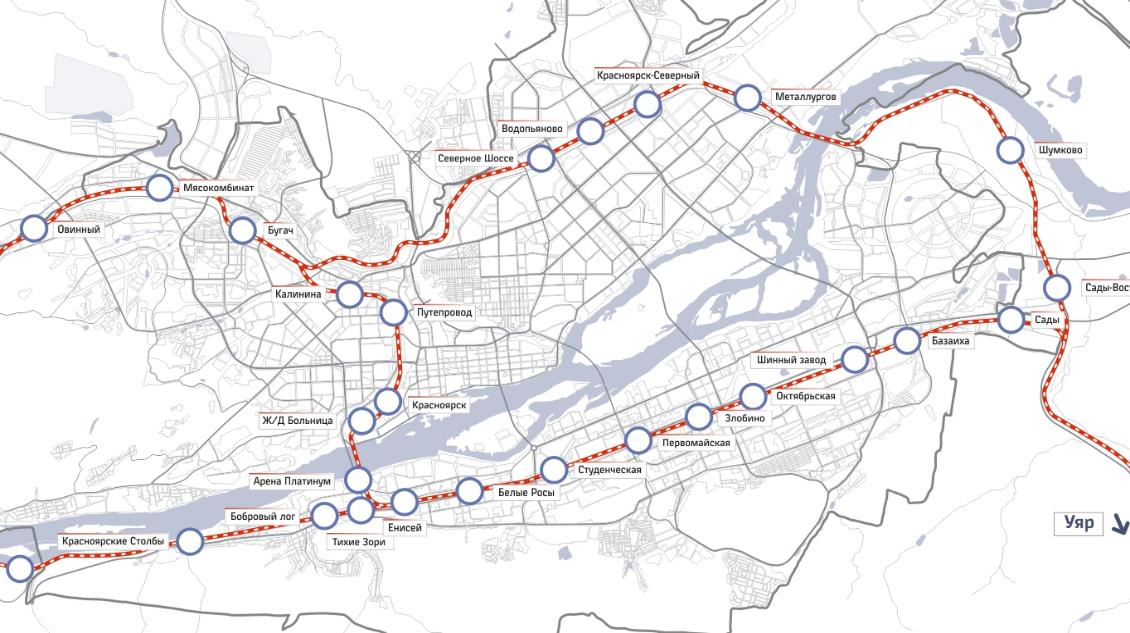 Красноярск-Северный
Металлургов
Водопьяново
Северное Шоссе
Шумково
Мясокомбинат
Овинный
Бугач
Калинина
Путепровод
Сады-Вос
Сады
Базаиха
Шинный завод
Октябрьская
Злобино
Первомайская
Красноярск
Ж/Д Больница
Студенческая
Арена Платинум
Белые Росы
Бобровый лог
Енисей
Тихие Зори
Красноярские Столбы
Уяр